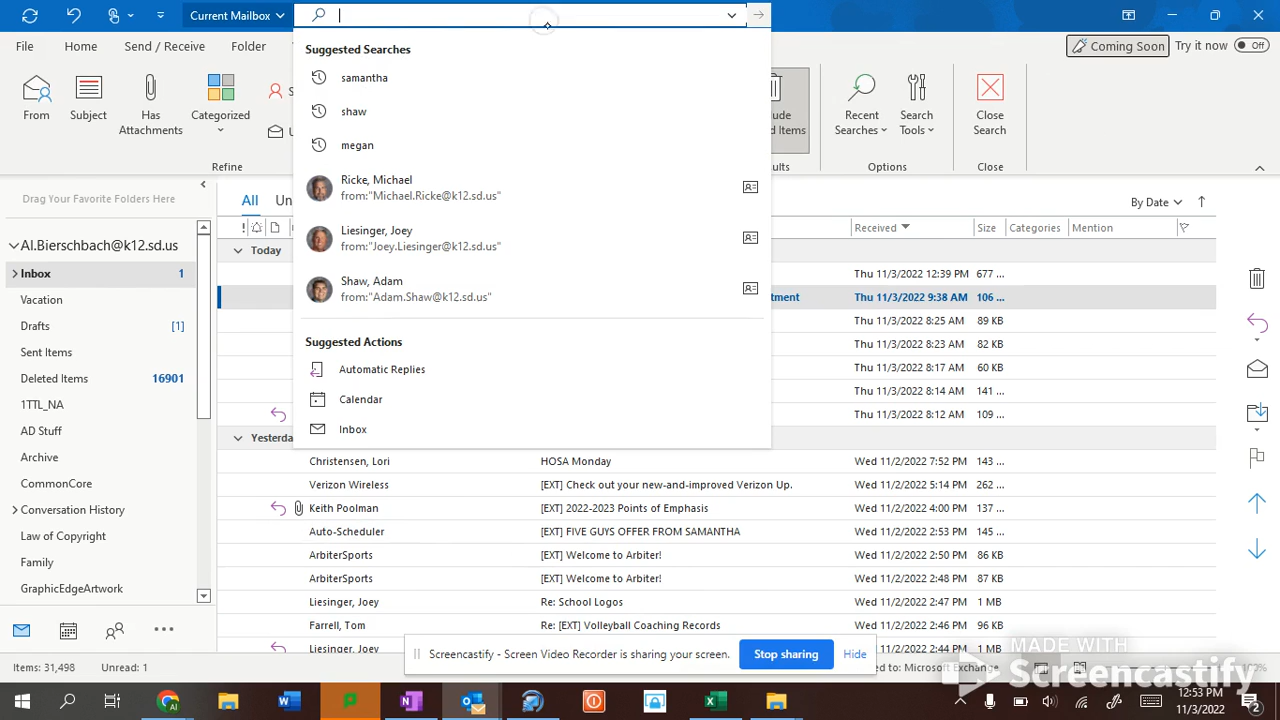 Current Mailbox
File Home Send / Receive Folder
Coming Soon Try it now Off
From Subject Has Attachments Categorized
Refine
Recent Searches Search Tools
Options
Close Search
Close
Suggested Searches
samantha
shaw
megan
Ricke, Michael
from:"Michael.Ricke@k12.sd.us"
Liesinger, Joey
from:"Joey.Liesinger@k12.sd.us"
Shaw, Adam
from:"Adam.Shaw@k12.sd.us"
Suggested Actions
Automatic Replies
Calendar
Inbox
Drag Your Favorite Folders Here
Al.Bierschbach@k12.sd.us
Inbox 1
Vacation
Drafts [1]
Sent Items
Deleted Items 16901
1TTL_NA
AD Stuff
Archive
CommonCore
Conversation History
Law of Copyright
Family
GraphicEdgeArtwork
All Un
By Date
! Received Size Categories Mention
Today
Thu 11/3/2022 12:39 PM 677 ...
tment Thu 11/3/2022 9:38 AM 106 ...
Thu 11/3/2022 8:25 AM 89 KB
Thu 11/3/2022 8:23 AM 82 KB
Thu 11/3/2022 8:17 AM 60 KB
Thu 11/3/2022 8:14 AM 141 ...
Thu 11/3/2022 8:12 AM 109 ...
Yesterda
Christensen, Lori HOSA Monday Wed 11/2/2022 7:52 PM 143 ...
Verizon Wireless [EXT] Check out your new-and-improved Verizon Up. Wed 11/2/2022 5:14 PM 262 ...
Keith Poolman [EXT] 2022-2023 Points of Emphasis Wed 11/2/2022 4:00 PM 137 ...
Auto-Scheduler [EXT] FIVE GUYS OFFER FROM SAMANTHA Wed 11/2/2022 2:53 PM 145 ...
ArbiterSports [EXT] Welcome to Arbiter! Wed 11/2/2022 2:50 PM 86 KB
ArbiterSports [EXT] Welcome to Arbiter! Wed 11/2/2022 2:48 PM 87 KB
Liesinger, Joey Re: School Logos Wed 11/2/2022 2:47 PM 1 MB
Farrell, Tom Re: [EXT] Volleyball Coaching Records Wed 11/2/2022 2:46 PM 96 KB
Liesinger, Joey 1 MB
Screencastify - Screen Video Recorder is sharing your screen. Stop sharing Hide
MADE WITH
Screencastify
Items: 31,498 Unread: 1
ed to: Microsoft Exchange
12:53 PM
11/3/2022
2